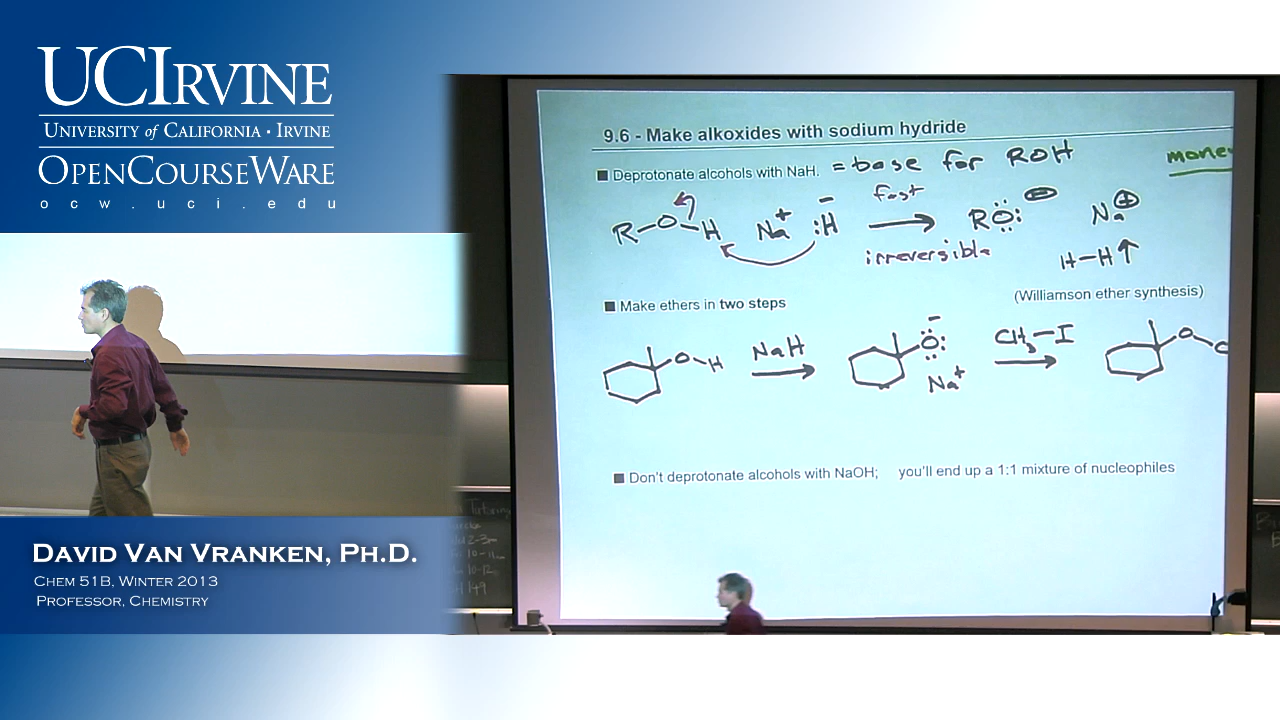 UCIRVINE
UNIVERSITY of CALIFORNIA • IRVINE
OPENCOURSEWARE
ocw.uci.edu
9.6 - Make alkoxides with sodium hydride
■ Deprotonate alcohols with NaH. = base for ROH
R-O-H Na+ :H− fast RO: ⊖ Na⊕
irreversible H-H↑
■ Make ethers in two steps (Williamson ether synthesis)
O-H NaH → O:− Na+ CH3-I → O
■ Don't deprotonate alcohols with NaOH; you'll end up a 1:1 mixture of nucleophiles
DAVID VAN VRANKEN, PH.D.
CHEM 51B, WINTER 2013
PROFESSOR, CHEMISTRY